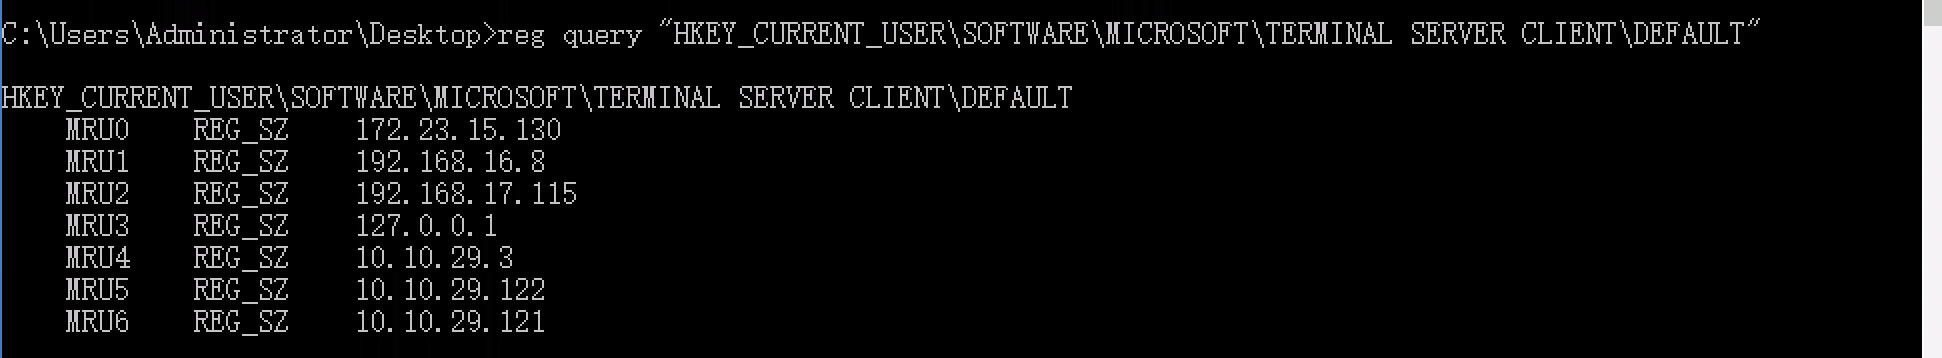 C:\Users\Administrator\Desktop>reg query "HKEY_CURRENT_USER\SOFTWARE\MICROSOFT\TERMINAL SERVER CLIENT\DEFAULT"
HKEY_CURRENT_USER\SOFTWARE\MICROSOFT\TERMINAL SERVER CLIENT\DEFAULT
MRU0 REG_SZ 172.23.15.130
MRU1 REG_SZ 192.168.16.8
MRU2 REG_SZ 192.168.17.115
MRU3 REG_SZ 127.0.0.1
MRU4 REG_SZ 10.10.29.3
MRU5 REG_SZ 10.10.29.122
MRU6 REG_SZ 10.10.29.121